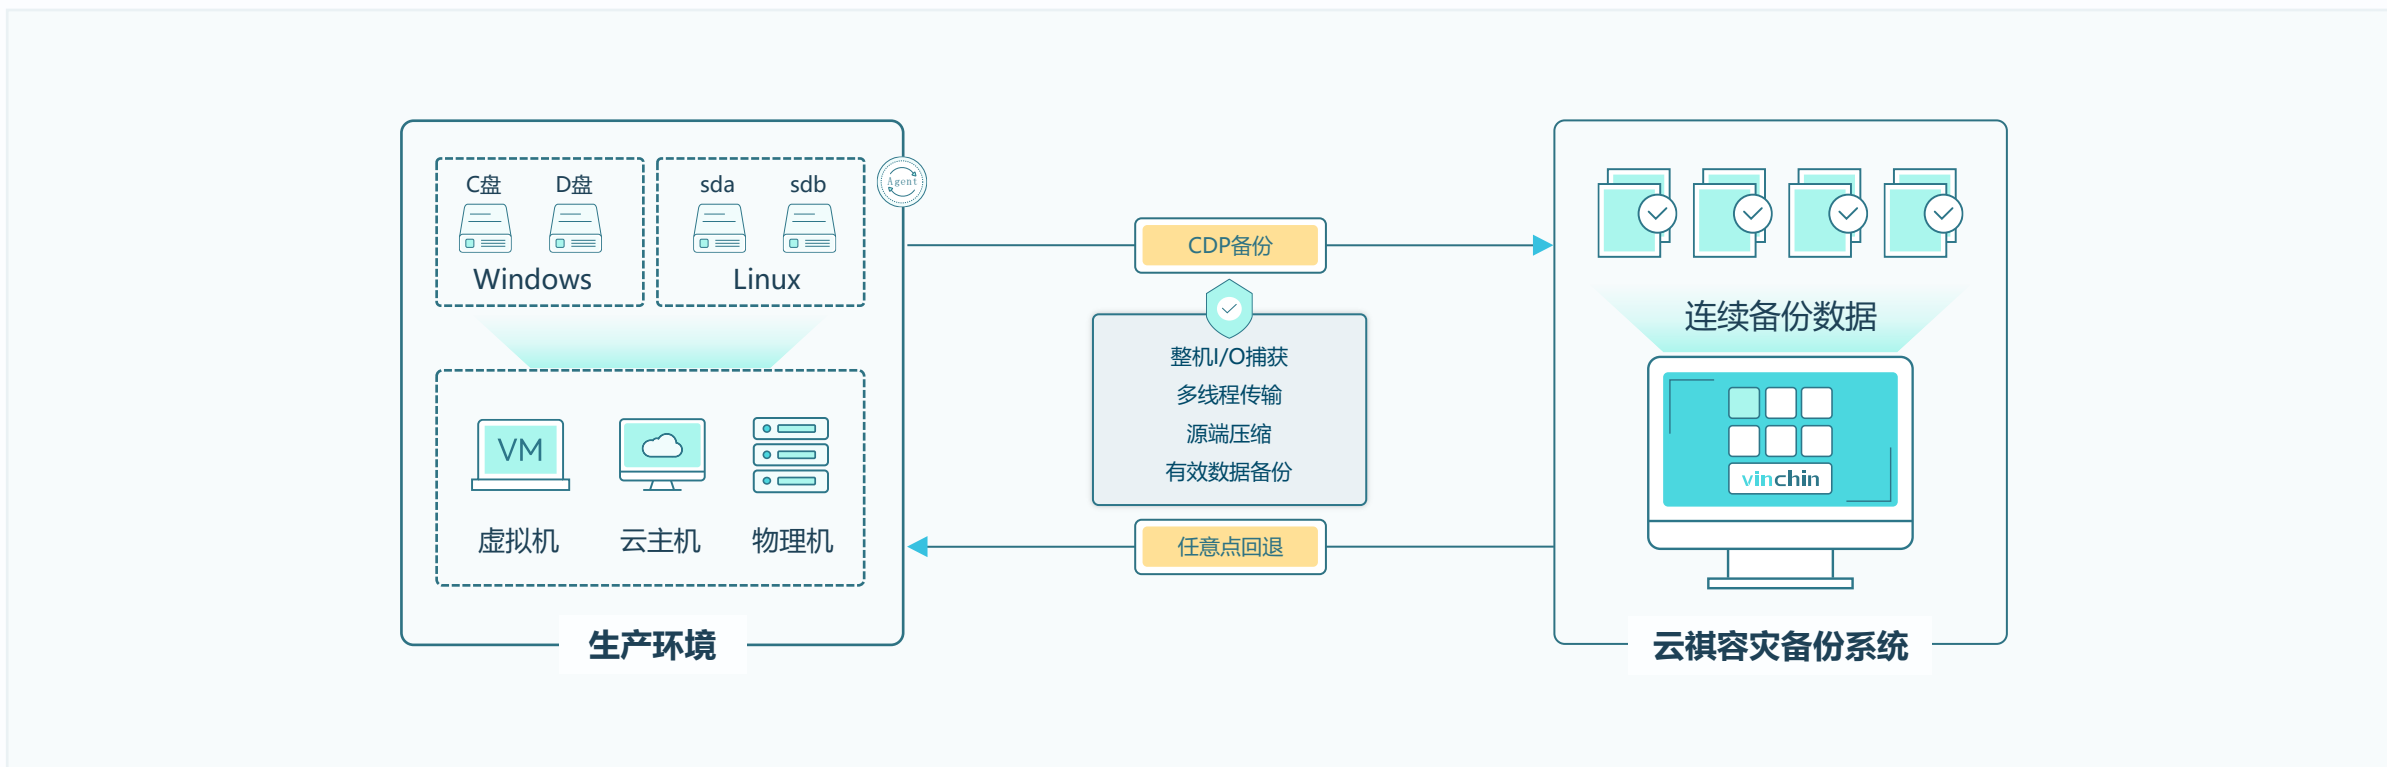 C盘 D盘
Windows
sda sdb
Linux
Agent
VM
虚拟机 云主机 物理机
生产环境
CDP备份
整机I/O捕获
多线程传输
源端压缩
有效数据备份
任意点回退
连续备份数据
vinchin
云祺容灾备份系统